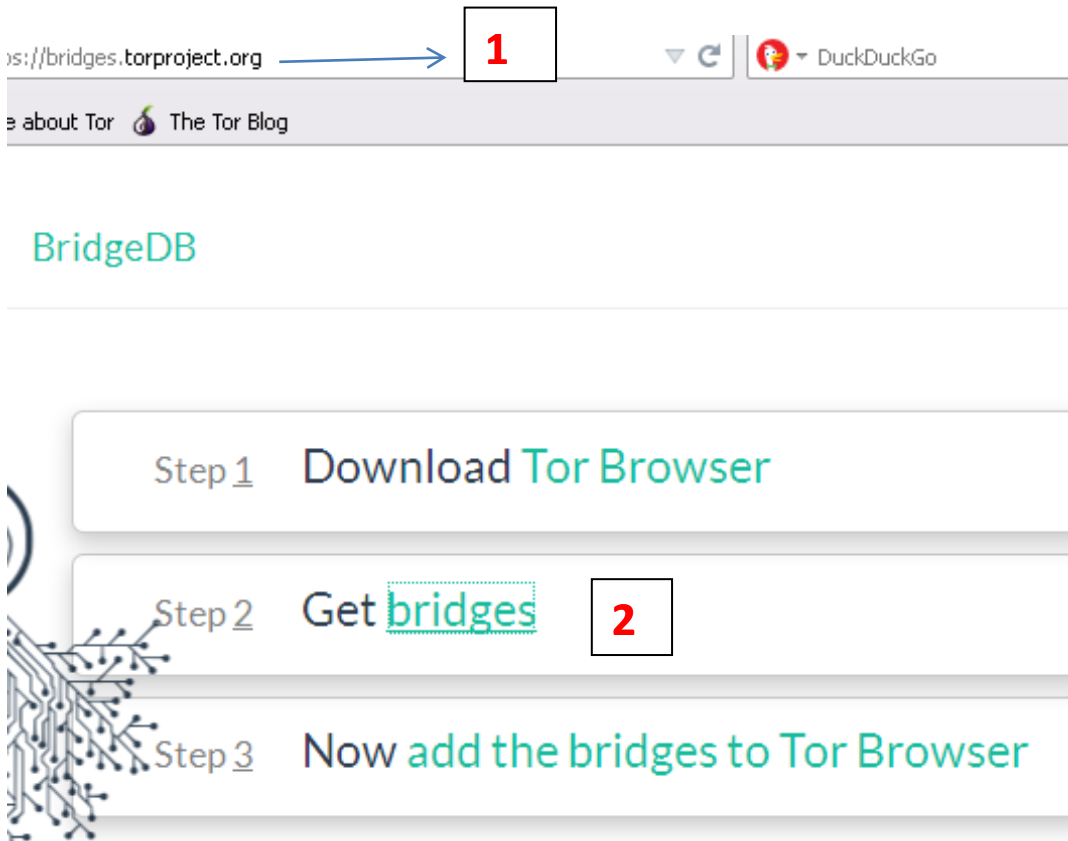 ps://bridges.torproject.org 1 DuckDuckGo
e about Tor The Tor Blog
BridgeDB
Step 1 Download Tor Browser
Step 2 Get bridges 2
Step 3 Now add the bridges to Tor Browser